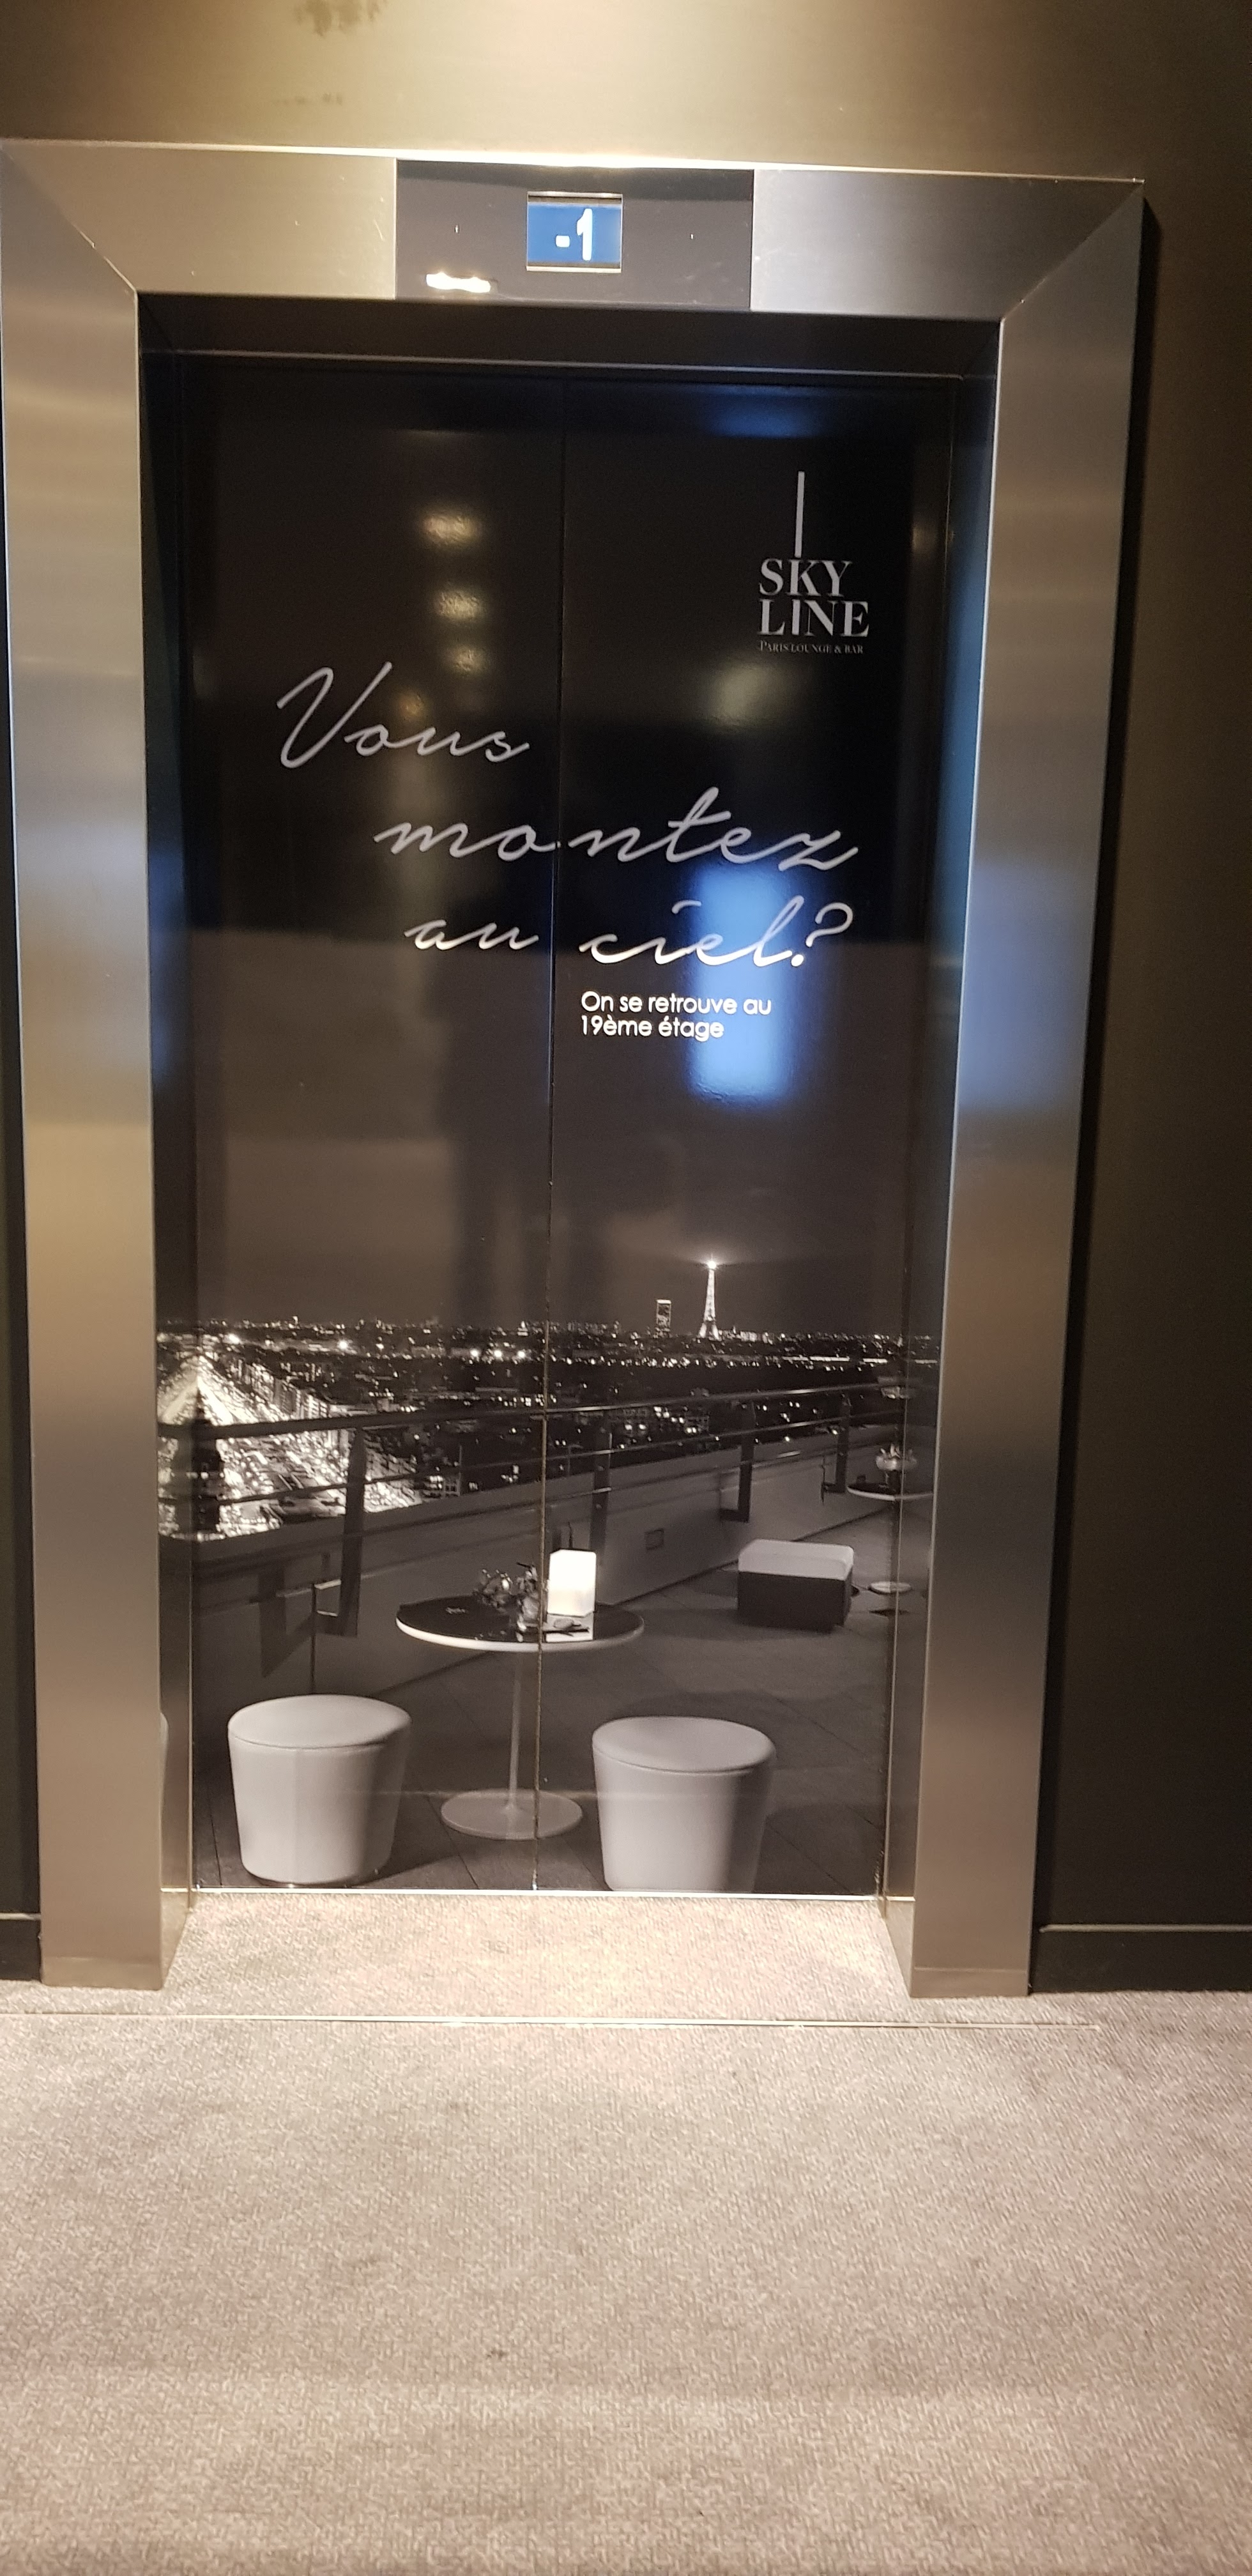 -1
SKY
LINE
PARIS LOUNGE & BAR
Vous
montez
au ciel?
On se retrouve au
19ème étage